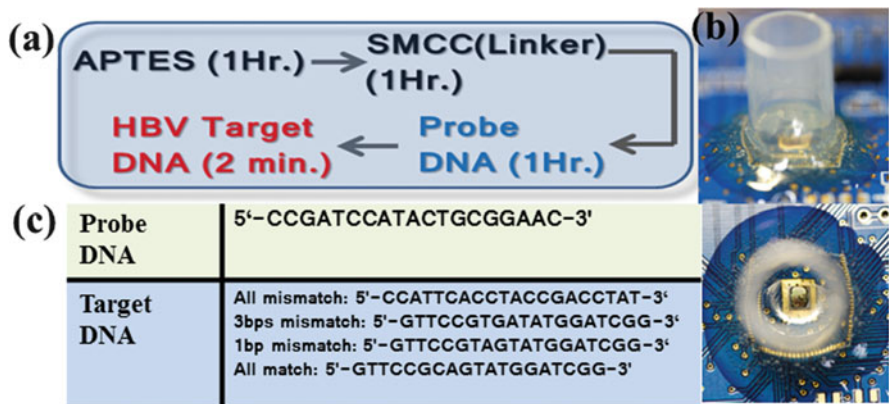 (a)
APTES (1Hr.)
SMCC(Linker)
(1Hr.)
HBV Target
DNA (2 min.)
Probe
DNA (1Hr.)
(b)
(c)
Probe
DNA
5‘-CCGATCCATACTGCGGAAC-3'
Target
DNA
All mismatch: 5'-CCATTCACCTACCGACCTAT-3‘
3bps mismatch: 5'-GTTCCGTGATATGGATCGG-3‘
1bp mismatch: 5'-GTTCCGTAGTATGGATCGG-3‘
All match: 5'-GTTCCGCAGTATGGATCGG-3'